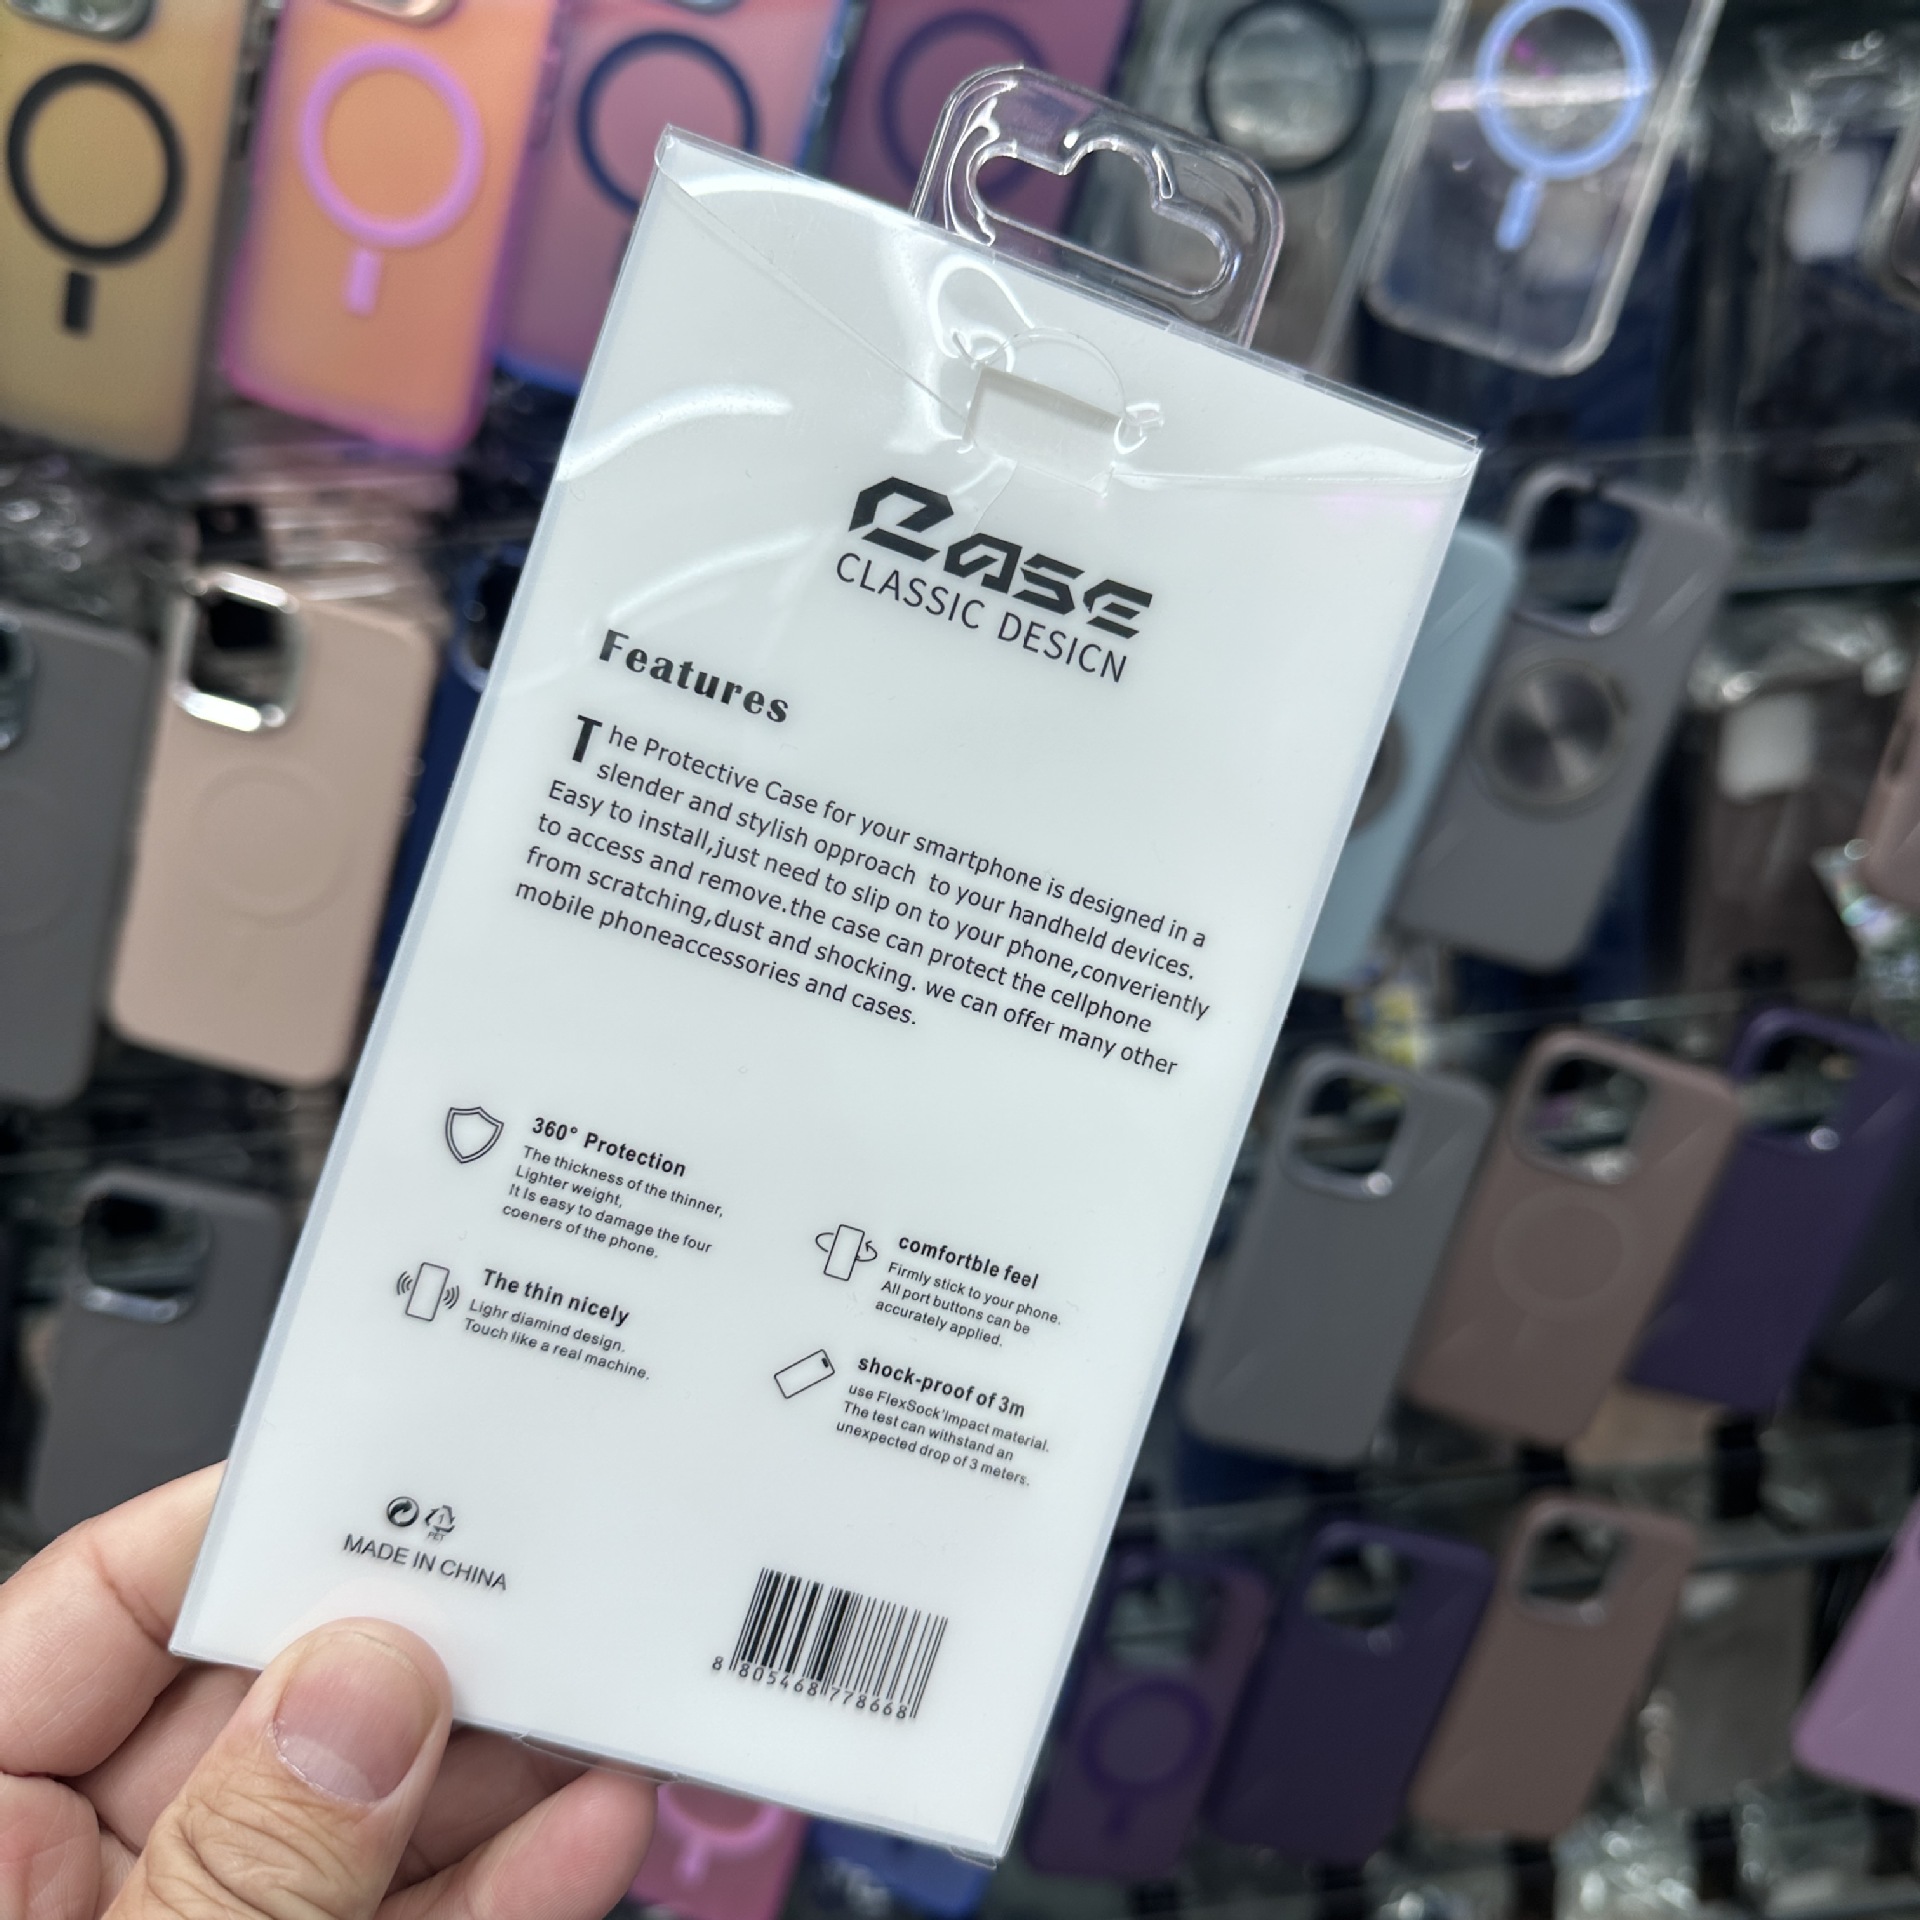 CASE
CLASSIC DESICN
Features
The Protective Case for your smartphone is designed in a
slender and stylish opproach to your handheld devices.
Easy to install,just need to slip on to your phone,converiently
to access and remove.the case can protect the cellphone
from scratching,dust and shocking. we can offer many other
mobile phoneaccessories and cases.
360° Protection
The thickness of the thinner,
Lighter weight,
It Is easy to damage the four
coeners of the phone.
The thin nicely
Lighr diamind design.
Touch like a real machine.
comfortble feel
Firmly stick to your phone.
All port buttons can be
accurately applied.
shock-proof of 3m
use FlexSock'impact material.
The test can withstand an
unexpected drop of 3 meters.
1
PET
MADE IN CHINA
8 805468 778668